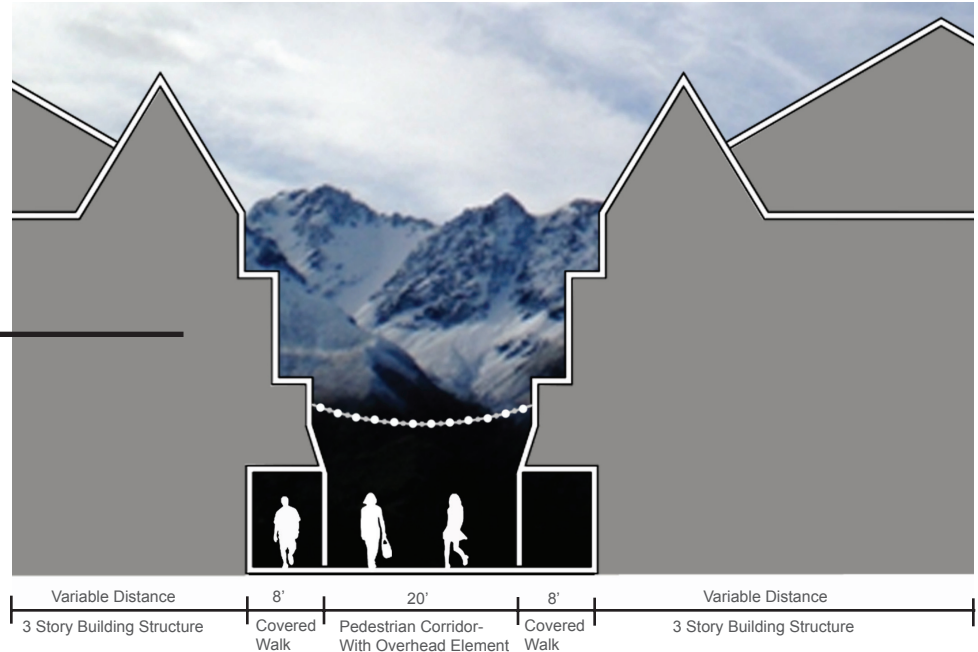 Variable Distance 8’ 20’ 8’ Variable Distance
3 Story Building Structure
Covered
Walk
Pedestrian Corridor-
With Overhead Element
Covered
Walk
3 Story Building Structure